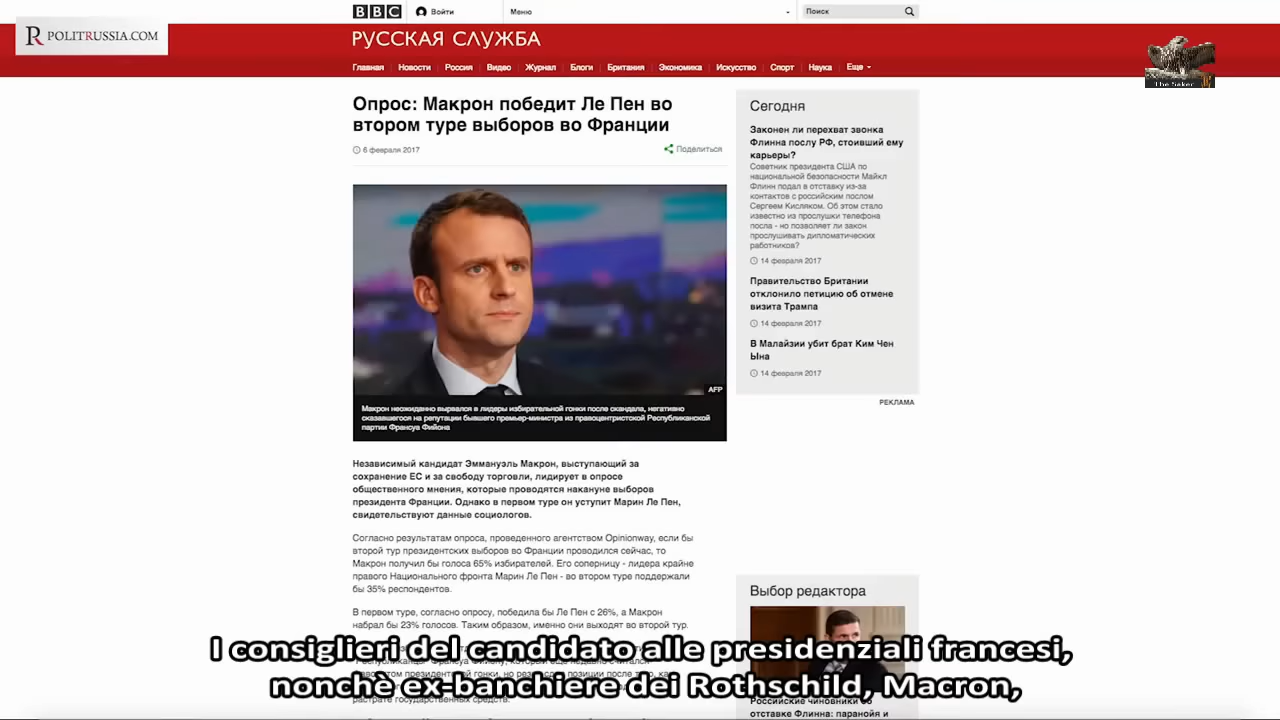 POLITRUSSIA.COM
BBC
Войти
Меню
Поиск
РУССКАЯ СЛУЖБА
The Saker
Главная Новости Россия Видео Журнал Блоги Британия Экономика Искусство Спорт Наука Еще
Опрос: Макрон победит Ле Пен во
втором туре выборов во Франции
6 февраля 2017
Поделиться
AFP
Макрон неожиданно вырвался в лидеры избирательной гонки после скандала, негативно
сказавшегося на репутации бывшего премьер-министра из правоцентристской Республиканской
партии Франсуа Фийона
Независимый кандидат Эммануэль Макрон, выступающий за
сохранение ЕС и за свободу торговли, лидирует в опросе
общественного мнения, которые проводятся накануне выборов
президента Франции. Однако в первом туре он уступит Марин Ле Пен,
свидетельствуют данные социологов.
Согласно результатам опроса, проведенного агентством Opinionway, если бы
второй тур президентских выборов во Франции проводился сейчас, то
Макрон получил бы голоса 65% избирателей. Его соперницу - лидера крайне
правого Национального фронта Марин Ле Пен - во втором туре поддержали
бы 35% респондентов.
В первом туре, согласно опросу, победила бы Ле Пен с 26%, а Макрон
набрал бы 23% голосов. Таким образом, именно они выходят во второй тур.
Сегодня
Законен ли перехват звонка
Флинна послу РФ, стоивший ему
карьеры?
Советник президента США по
национальной безопасности Майкл
Флинн подал в отставку из-за
контактов с российским послом
Сергеем Кисляком. Об этом стало
известно из прослушки телефона
посла - но позволяет ли закон
прослушивать дипломатических
работников?
14 февраля 2017
Правительство Британии
отклонило петицию об отмене
визита Трампа
14 февраля 2017
В Малайзии убит брат Ким Чен
Ына
14 февраля 2017
РЕКЛАМА
Выбор редактора
Российские чиновники об
отставке Флинна: паранойя и
I consiglieri del candidato alle presidenziali francesi,
nonchè ex-banchiere dei Rothschild, Macron,